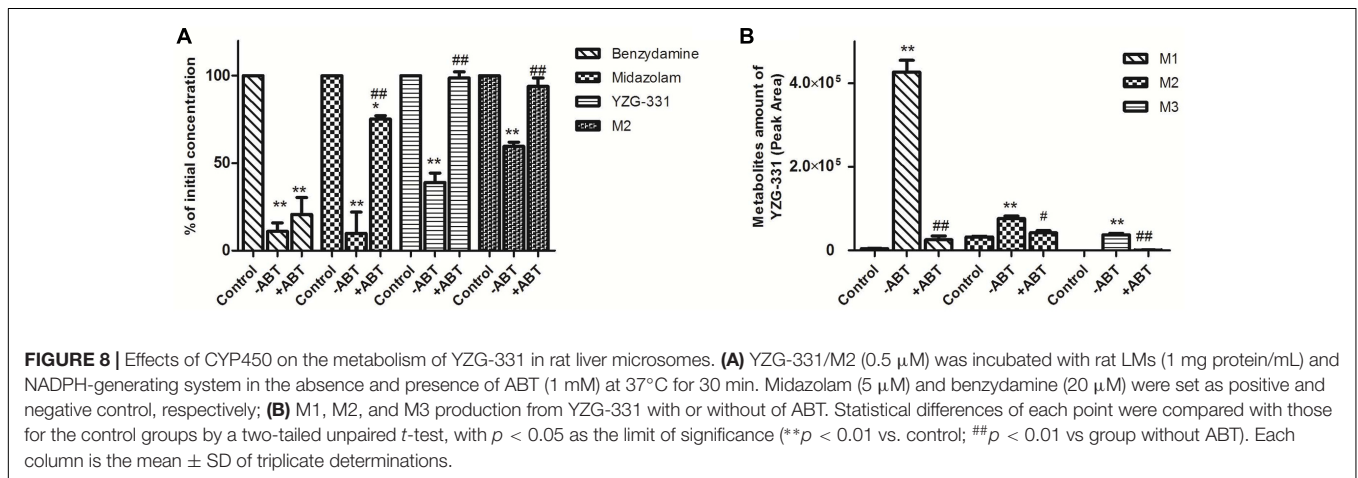 A
% of initial concentration
100
50
0
Control
-ABT
+ABT
Control
-ABT
+ABT
Control
-ABT
+ABT
Control
-ABT
+ABT
**
**
**
##
*
**
##
**
##
Benzydamine
Midazolam
YZG-331
M2
B
Metabolites amount of
YZG-331 (Peak Area)
4.0×10⁵
2.0×10⁵
0
Control
-ABT
+ABT
Control
-ABT
+ABT
Control
-ABT
+ABT
**
##
**
#
**
##
M1
M2
M3
FIGURE 8 | Effects of CYP450 on the metabolism of YZG-331 in rat liver microsomes. (A) YZG-331/M2 (0.5 μM) was incubated with rat LMs (1 mg protein/mL) and
NADPH-generating system in the absence and presence of ABT (1 mM) at 37°C for 30 min. Midazolam (5 μM) and benzydamine (20 μM) were set as positive and
negative control, respectively; (B) M1, M2, and M3 production from YZG-331 with or without of ABT. Statistical differences of each point were compared with those
for the control groups by a two-tailed unpaired t-test, with p < 0.05 as the limit of significance (**p < 0.01 vs. control; ##p < 0.01 vs group without ABT). Each
column is the mean ± SD of triplicate determinations.